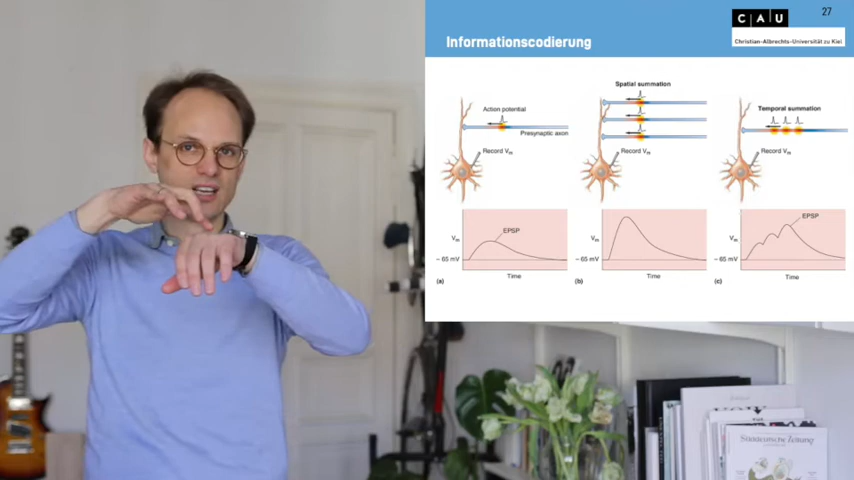 27
C A U
Christian-Albrechts-Universität zu Kiel
Informationscodierung
Action potential
Presynaptic axon
Record Vm
EPSP
Vm
– 65 mV
Time
(a)
Spatial summation
Record Vm
Vm
– 65 mV
Time
(b)
Temporal summation
Record Vm
EPSP
Vm
– 65 mV
Time
(c)
Süddeutsche Zeitung